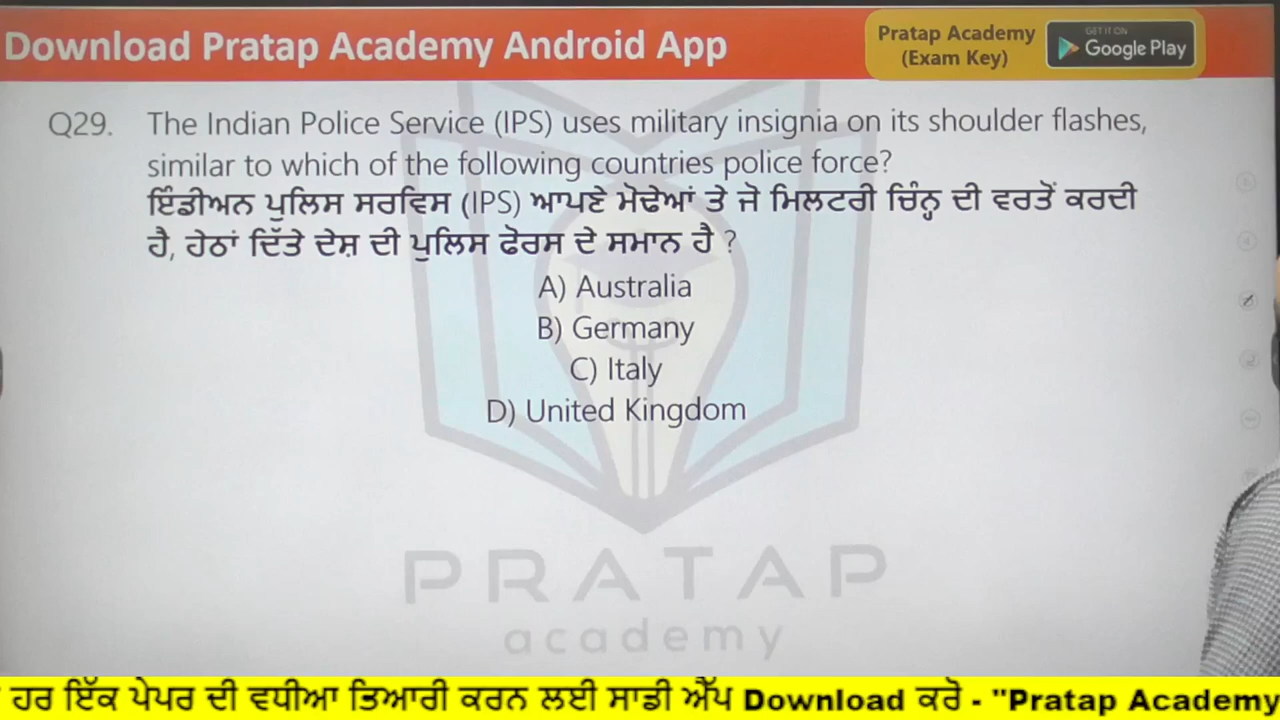 Download Pratap Academy Android App
Pratap Academy
(Exam Key)
GET IT ON
Google Play
Q29. The Indian Police Service (IPS) uses military insignia on its shoulder flashes,
similar to which of the following countries police force?
ਇੰਡੀਅਨ ਪੁਲਿਸ ਸਰਵਿਸ (IPS) ਆਪਣੇ ਮੋਢੇਆਂ ਤੇ ਜੋ ਮਿਲਟਰੀ ਚਿੰਨ੍ਹ ਦੀ ਵਰਤੋਂ ਕਰਦੀ
ਹੈ, ਹੇਠਾਂ ਦਿੱਤੇ ਦੇਸ਼ ਦੀ ਪੁਲਿਸ ਫੋਰਸ ਦੇ ਸਮਾਨ ਹੈ ?
A) Australia
B) Germany
C) Italy
D) United Kingdom
PRATAP
academy
ਹਰ ਇੱਕ ਪੇਪਰ ਦੀ ਵਧੀਆ ਤਿਆਰੀ ਕਰਨ ਲਈ ਸਾਡੀ ਐੱਪ Download ਕਰੋ - "Pratap Academy